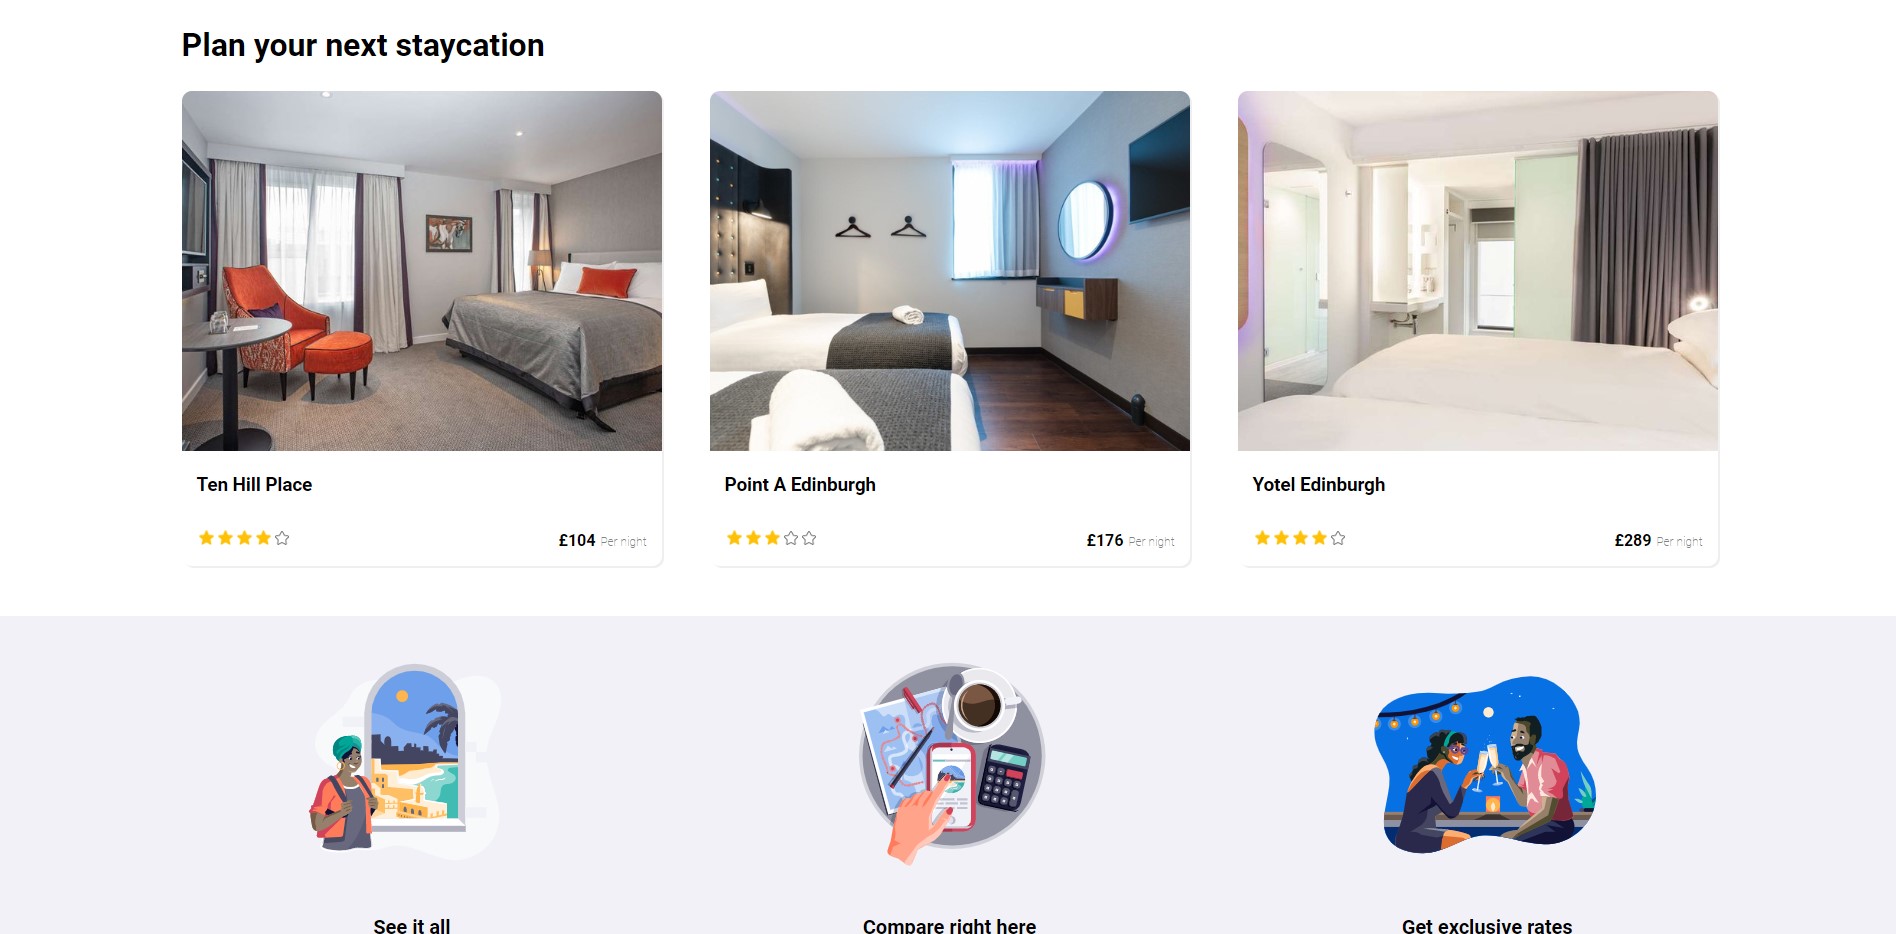 Plan your next staycation
Ten Hill Place
£104 Per night
Point A Edinburgh
£176 Per night
Yotel Edinburgh
£289 Per night
See it all
Compare right here
Get exclusive rates